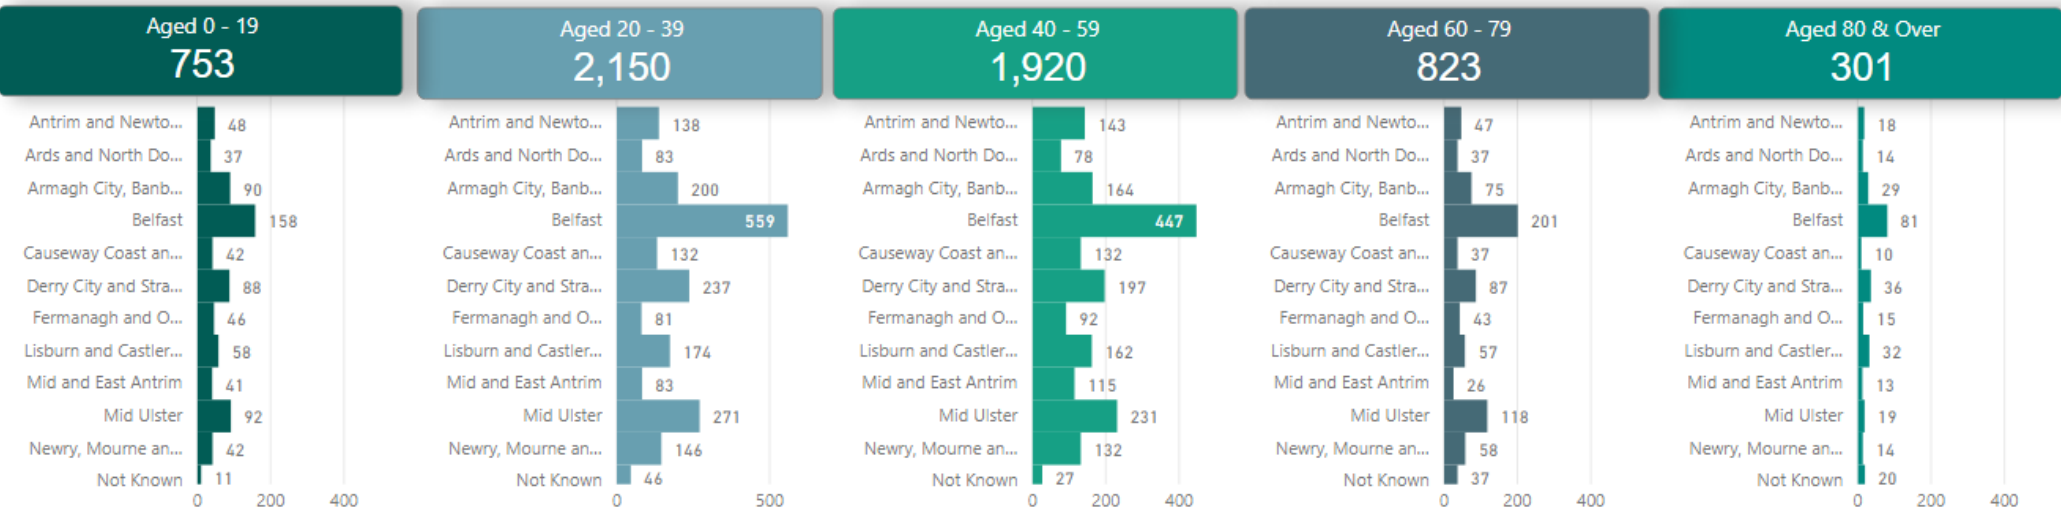 Aged 0 - 19
753
Antrim and Newto... 48
Ards and North Do... 37
Armagh City, Banb... 90
Belfast 158
Causeway Coast an... 42
Derry City and Stra... 88
Fermanagh and O... 46
Lisburn and Castler... 58
Mid and East Antrim 41
Mid Ulster 92
Newry, Mourne an... 42
Not Known 11
0 200 400
Aged 20 - 39
2,150
Antrim and Newto... 138
Ards and North Do... 83
Armagh City, Banb... 200
Belfast 559
Causeway Coast an... 132
Derry City and Stra... 237
Fermanagh and O... 81
Lisburn and Castler... 174
Mid and East Antrim 83
Mid Ulster 271
Newry, Mourne an... 146
Not Known 46
0 500
Aged 40 - 59
1,920
Antrim and Newto... 143
Ards and North Do... 78
Armagh City, Banb... 164
Belfast 447
Causeway Coast an... 132
Derry City and Stra... 197
Fermanagh and O... 92
Lisburn and Castler... 162
Mid and East Antrim 115
Mid Ulster 231
Newry, Mourne an... 132
Not Known 27
0 200 400
Aged 60 - 79
823
Antrim and Newto... 47
Ards and North Do... 37
Armagh City, Banb... 75
Belfast 201
Causeway Coast an... 37
Derry City and Stra... 87
Fermanagh and O... 43
Lisburn and Castler... 57
Mid and East Antrim 26
Mid Ulster 118
Newry, Mourne an... 58
Not Known 37
0 200 400
Aged 80 & Over
301
Antrim and Newto... 18
Ards and North Do... 14
Armagh City, Banb... 29
Belfast 81
Causeway Coast an... 10
Derry City and Stra... 36
Fermanagh and O... 15
Lisburn and Castler... 32
Mid and East Antrim 13
Mid Ulster 19
Newry, Mourne an... 14
Not Known 20
0 200 400